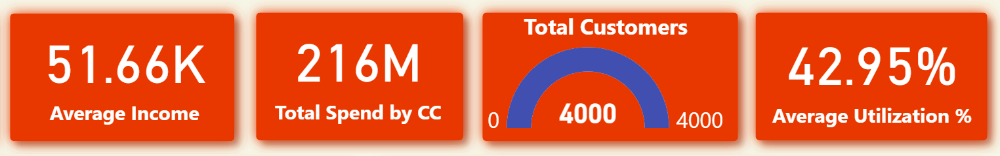 51.66K
Average Income
216M
Total Spend by CC
Total Customers
0
4000
4000
42.95%
Average Utilization %